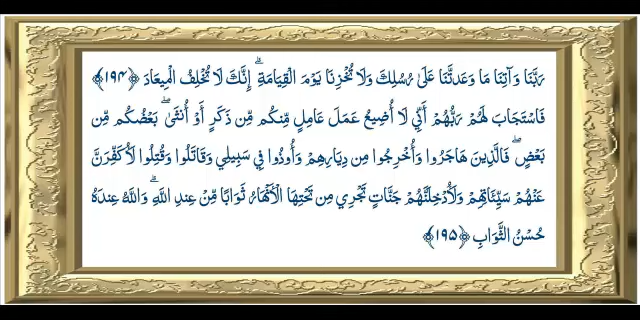 رَبَّنَا وَآتِنَا مَا وَعَدتَّنَا عَلَىٰ رُسُلِكَ وَلَا تُخْزِنَا يَوْمَ الْقِيَامَةِ ۗ إِنَّكَ لَا تُخْلِفُ الْمِيعَادَ ﴿١٩٤﴾
فَاسْتَجَابَ لَهُمْ رَبُّهُمْ أَنِّي لَا أُضِيعُ عَمَلَ عَامِلٍ مِّنكُم مِّن ذَكَرٍ أَوْ أُنثَىٰ ۖ بَعْضُكُم مِّن
بَعْضٍ ۖ فَالَّذِينَ هَاجَرُوا وَأُخْرِجُوا مِن دِيَارِهِمْ وَأُوذُوا فِي سَبِيلِي وَقَاتَلُوا وَقُتِلُوا لَأُكَفِّرَنَّ
عَنْهُمْ سَيِّئَاتِهِمْ وَلَأُدْخِلَنَّهُمْ جَنَّاتٍ تَجْرِي مِن تَحْتِهَا الْأَنْهَارُ ثَوَابًا مِّنْ عِندِ اللَّهِ ۗ وَاللَّهُ عِندَهُ
حُسْنُ الثَّوَابِ ﴿١٩٥﴾